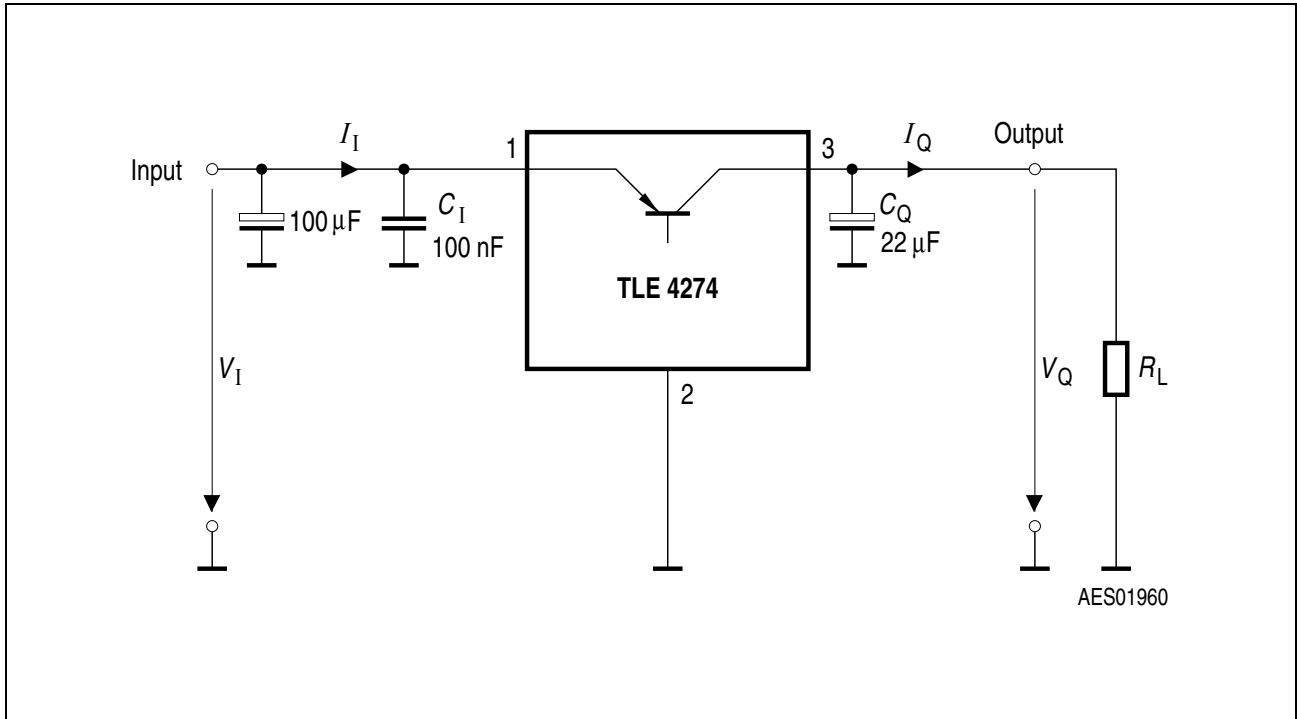 I_I
I_Q
Output
Input
1
3
100 µF
C_I
100 nF
C_Q
22 µF
TLE 4274
V_I
2
V_Q
R_L
AES01960